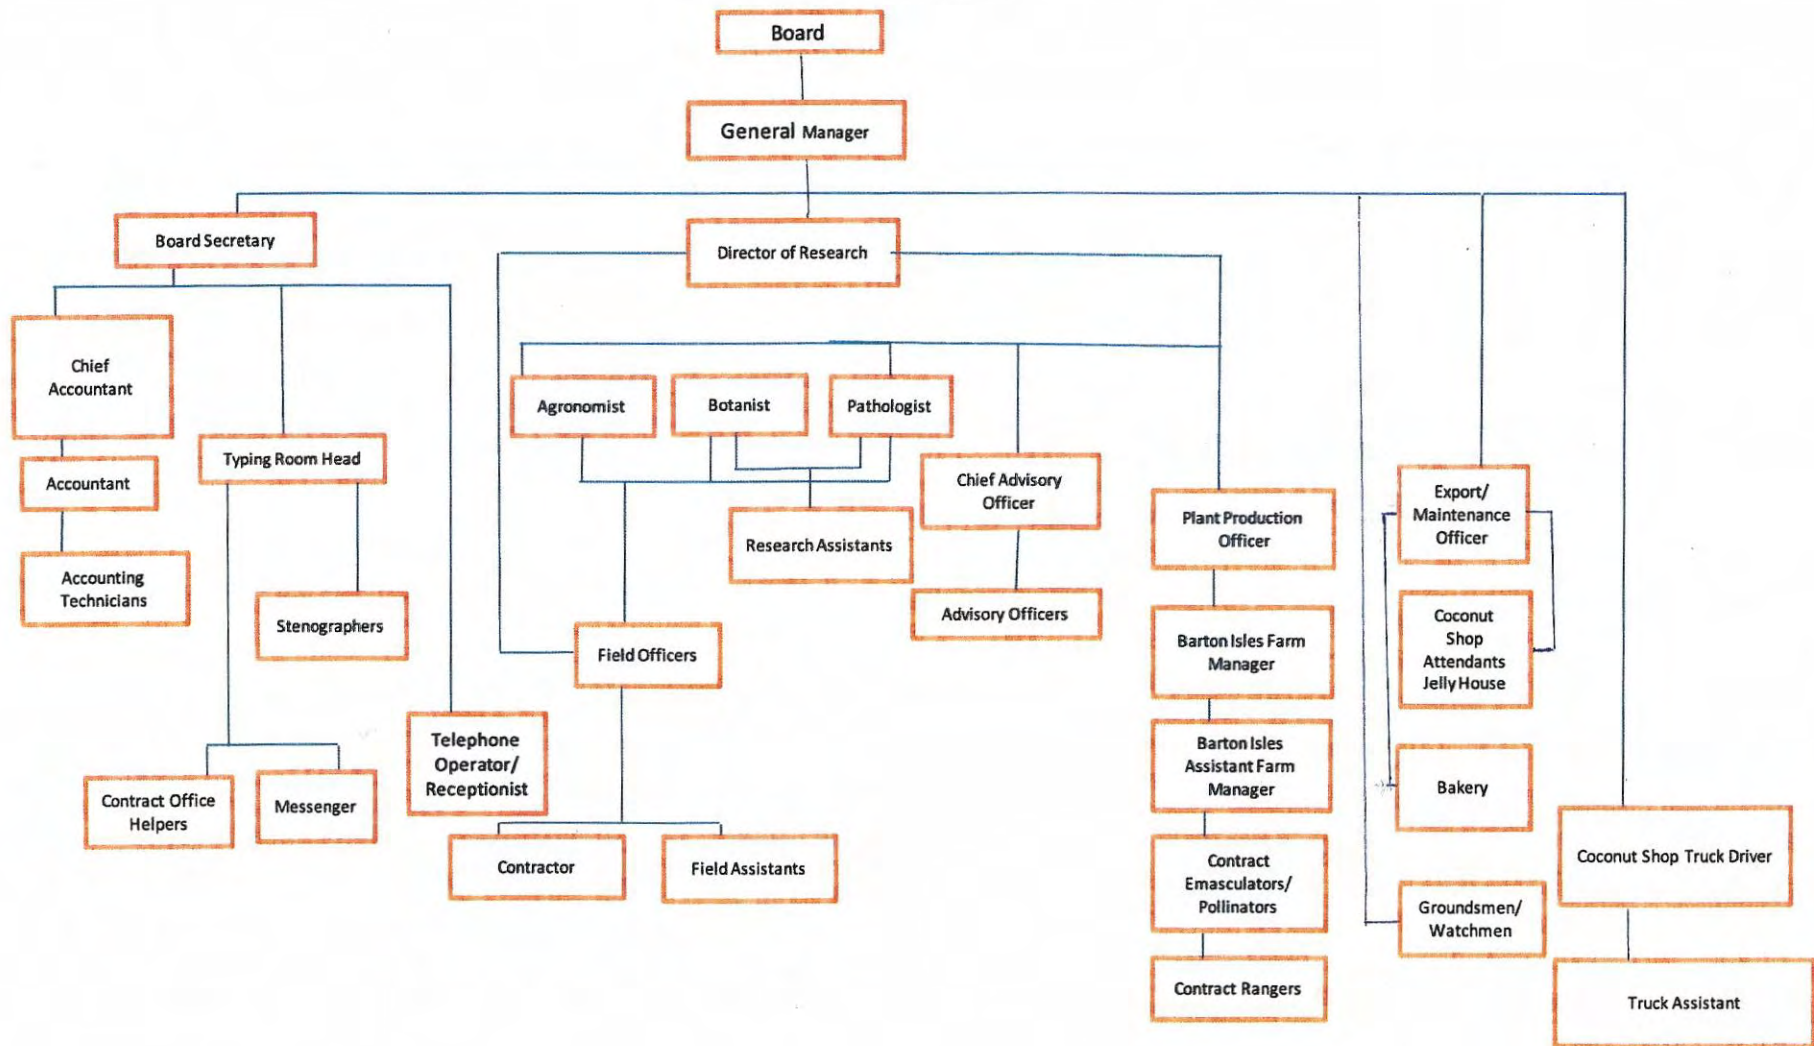 Board
General Manager
Board Secretary
Director of Research
Chief
Accountant
Agronomist
Botanist
Pathologist
Typing Room Head
Accountant
Chief Advisory
Officer
Export/
Maintenance
Officer
Plant Production
Officer
Research Assistants
Accounting
Technicians
Stenographers
Advisory Officers
Coconut
Shop
Attendants
Jelly House
Field Officers
Barton Isles Farm
Manager
Telephone
Operator/
Receptionist
Barton Isles
Assistant Farm
Manager
Contract Office
Helpers
Messenger
Bakery
Contractor
Field Assistants
Contract
Emasculators/
Pollinators
Coconut Shop Truck Driver
Groundsmen/
Watchmen
Contract Rangers
Truck Assistant